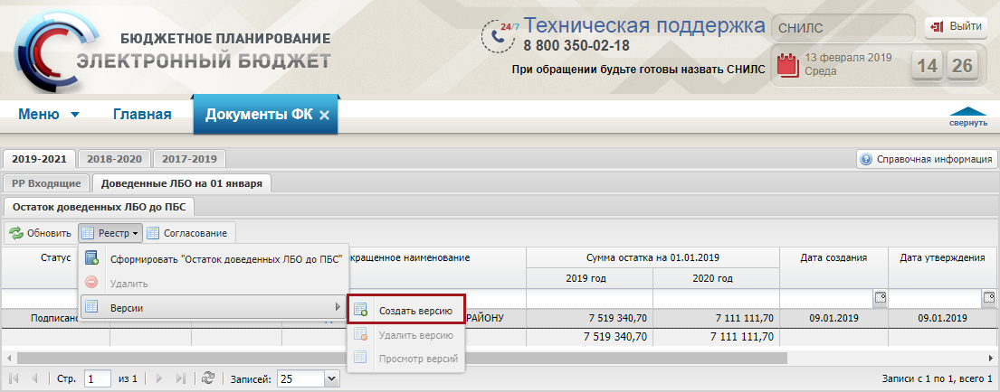 БЮДЖЕТНОЕ ПЛАНИРОВАНИЕ
ЭЛЕКТРОННЫЙ БЮДЖЕТ
24/7 Техническая поддержка
8 800 350-02-18
При обращении будьте готовы назвать СНИЛС
СНИЛС
Выйти
13 февраля 2019
Среда
14 26
Меню Главная Документы ФК
свернуть
2019-2021 2018-2020 2017-2019 Справочная информация
РР Входящие Доведенные ЛБО на 01 января
Остаток доведенных ЛБО до ПБС
Обновить Реестр Согласование
Статус кращенное наименование Сумма остатка на 01.01.2019 Дата создания Дата утверждения
2019 год 2020 год
Сформировать "Остаток доведенных ЛБО до ПБС"
Удалить
Версии
Создать версию
Удалить версию
Просмотр версий
Подписано РАЙОНУ 7 519 340,70 7 111 111,70 09.01.2019 09.01.2019
7 519 340,70 7 111 111,70
Стр. 1 из 1 Записей: 25 Записи с 1 по 1, всего 1